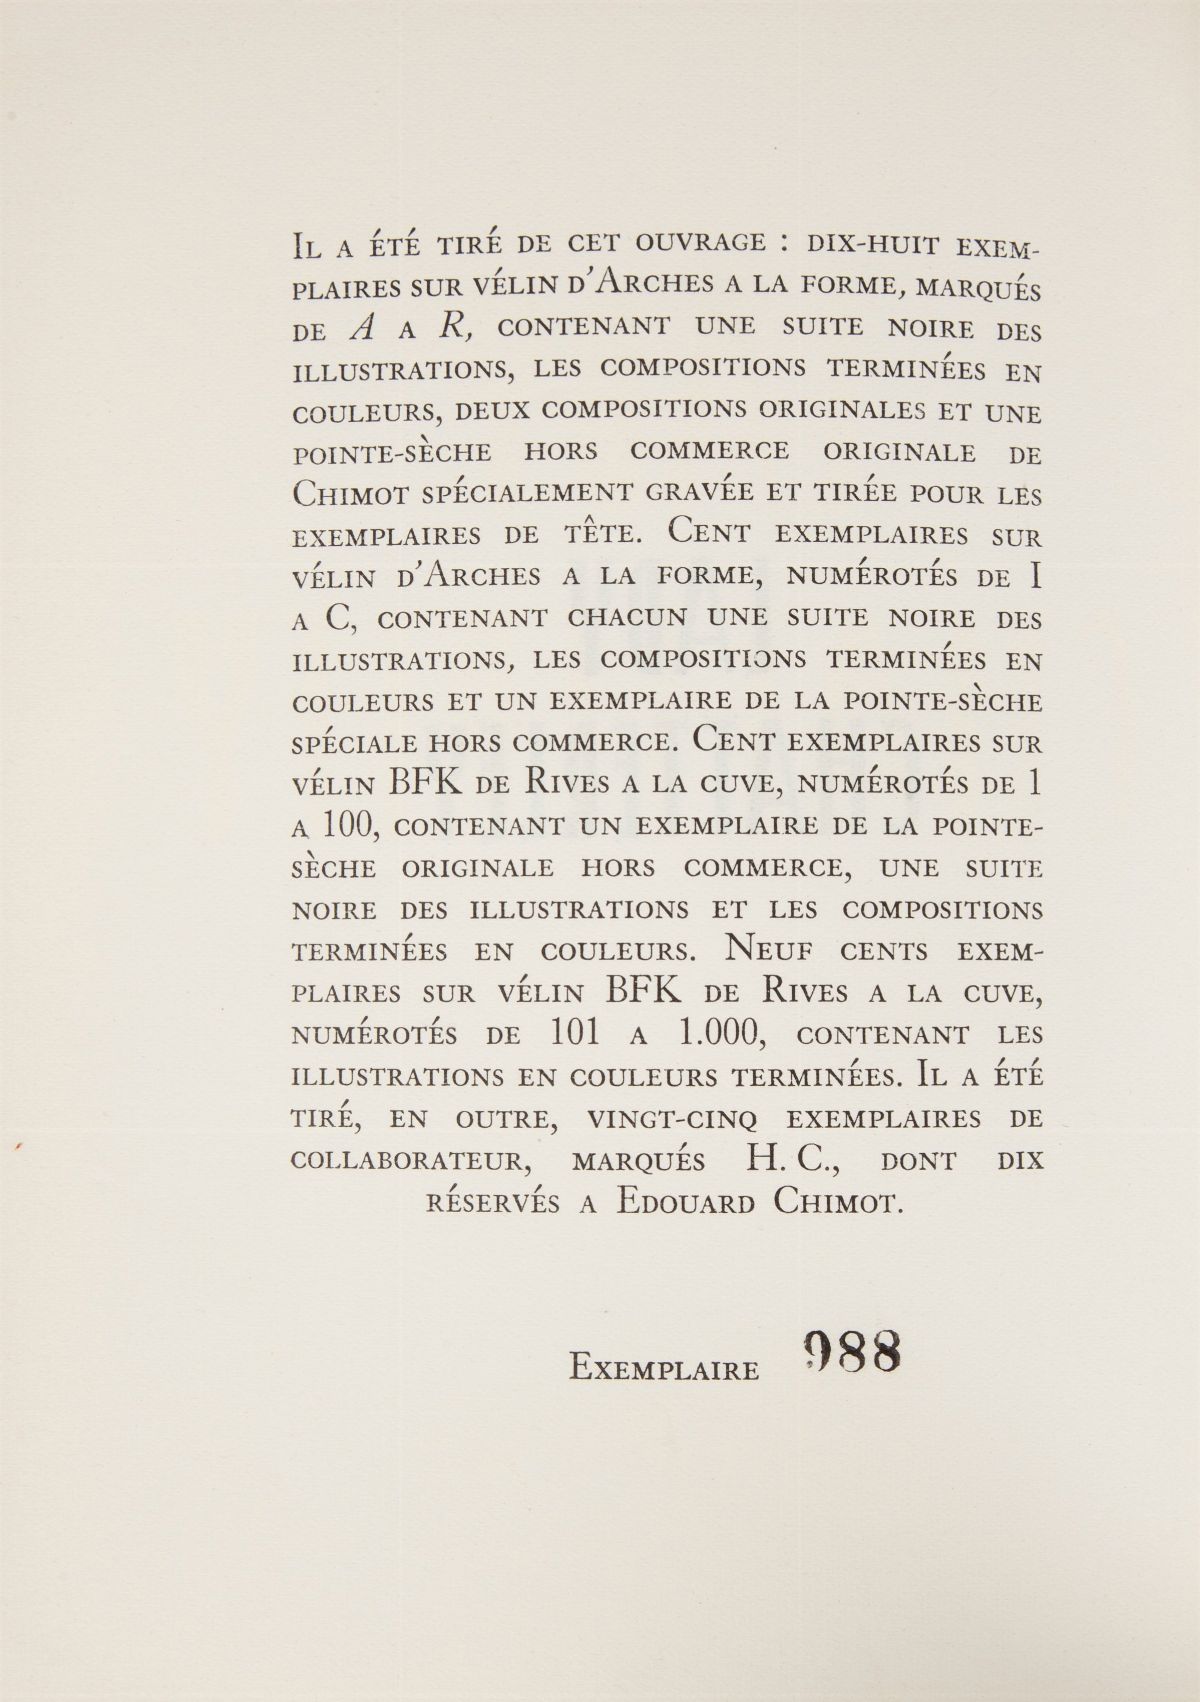 Il a été tiré de cet ouvrage : dix-huit exem-
plaires sur vélin d'Arches a la forme, marqués
de A a R, contenant une suite noire des
illustrations, les compositions terminées en
couleurs, deux compositions originales et une
pointe-sèche hors commerce originale de
Chimot spécialement gravée et tirée pour les
exemplaires de tête. Cent exemplaires sur
vélin d'Arches a la forme, numérotés de I
a C, contenant chacun une suite noire des
illustrations, les compositions terminées en
couleurs et un exemplaire de la pointe-sèche
spéciale hors commerce. Cent exemplaires sur
vélin BFK de Rives a la cuve, numérotés de 1
a 100, contenant un exemplaire de la pointe-
sèche originale hors commerce, une suite
noire des illustrations et les compositions
terminées en couleurs. Neuf cents exem-
plaires sur vélin BFK de Rives a la cuve,
numérotés de 101 a 1.000, contenant les
illustrations en couleurs terminées. Il a été
tiré, en outre, vingt-cinq exemplaires de
collaborateur, marqués H. C., dont dix
réservés a Edouard Chimot.
Exemplaire 988